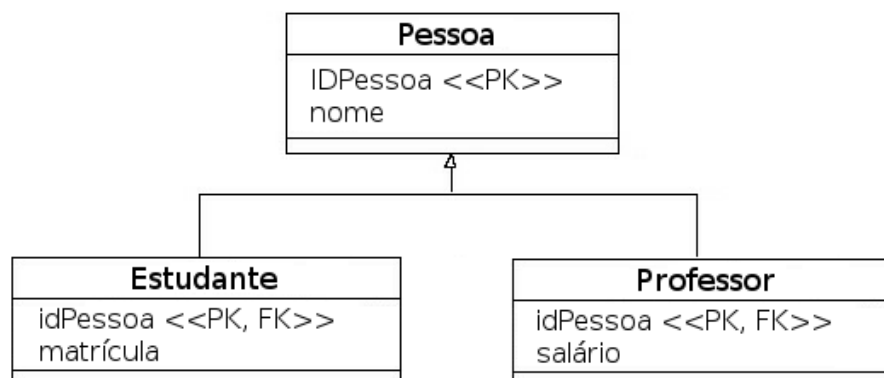 Pessoa
IDPessoa <<PK>>
nome
Estudante
idPessoa <<PK, FK>>
matrícula
Professor
idPessoa <<PK, FK>>
salário